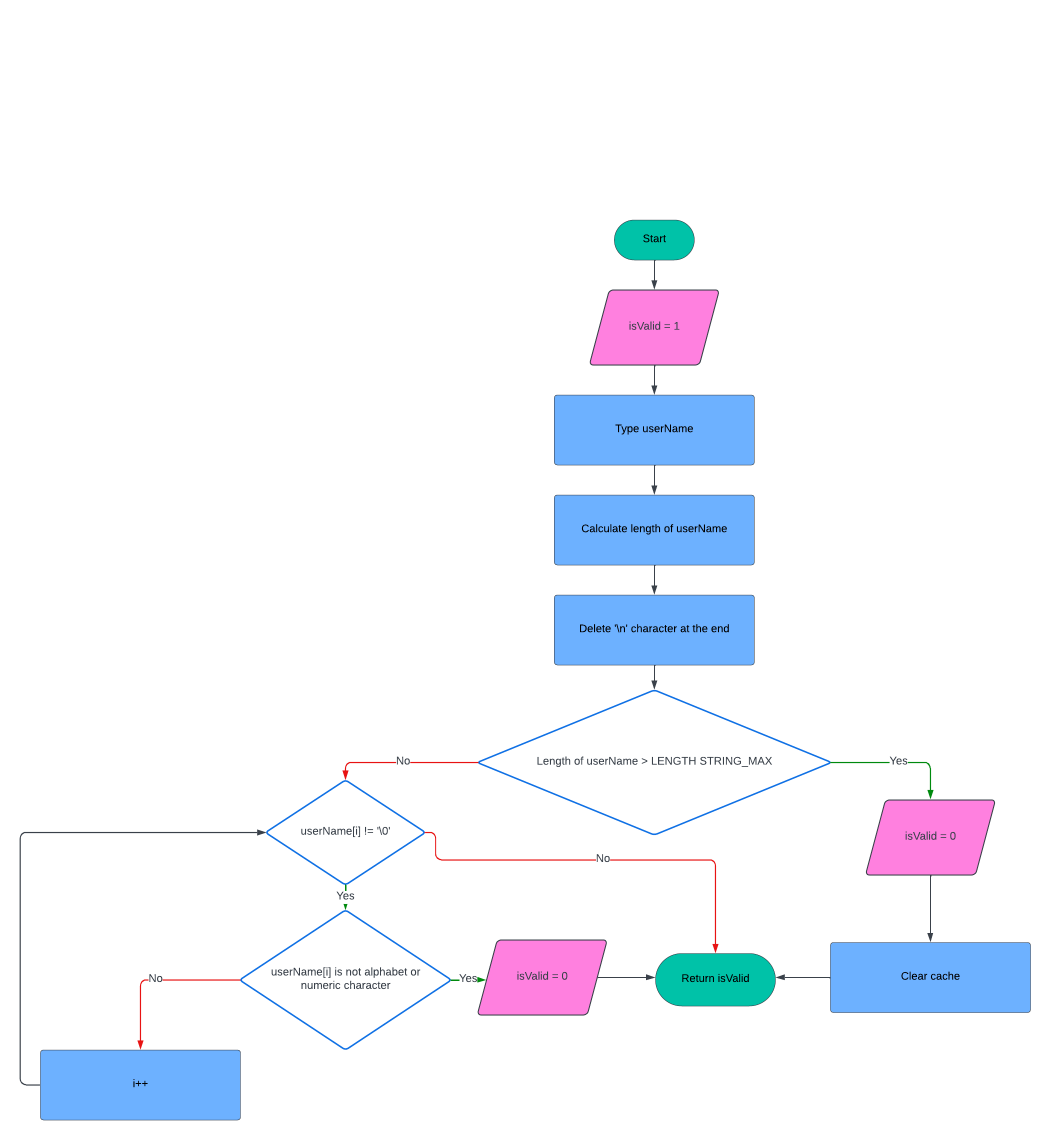 Start
isValid = 1
Type userName
Calculate length of userName
Delete '\n' character at the end
Length of userName > LENGTH STRING_MAX
No
Yes
userName[i] != '\0'
isValid = 0
No
Yes
userName[i] is not alphabet or
numeric character
No
Yes
isValid = 0
Return isValid
Clear cache
i++